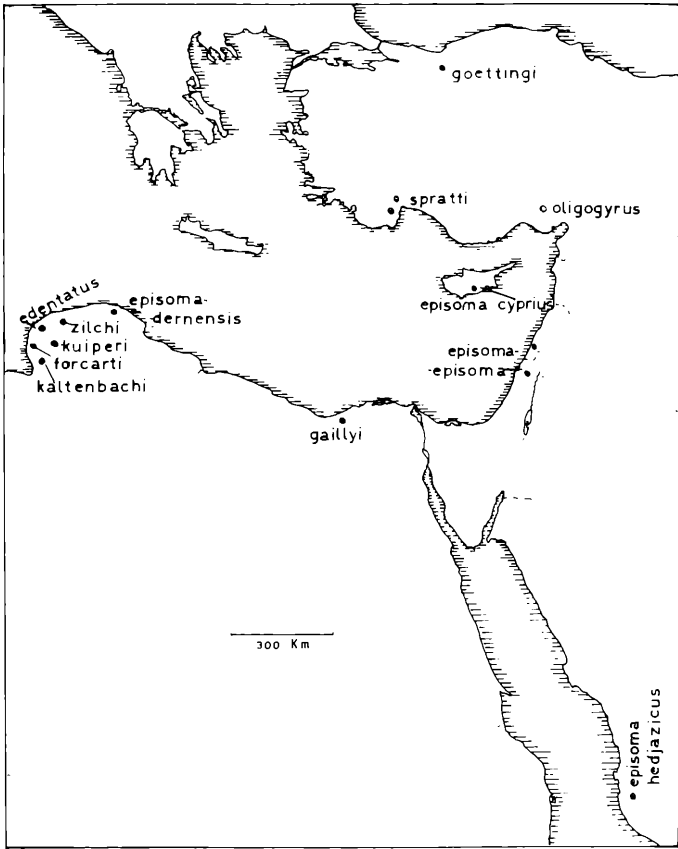 goettingi
spratti
oligogyrus
episoma cyprius
edentatus
episoma-
dernensis
zilchi
kuiperi
forcarti
kaltenbachi
episoma-
episoma
gaillyi
300 Km
episoma
hedjazicus